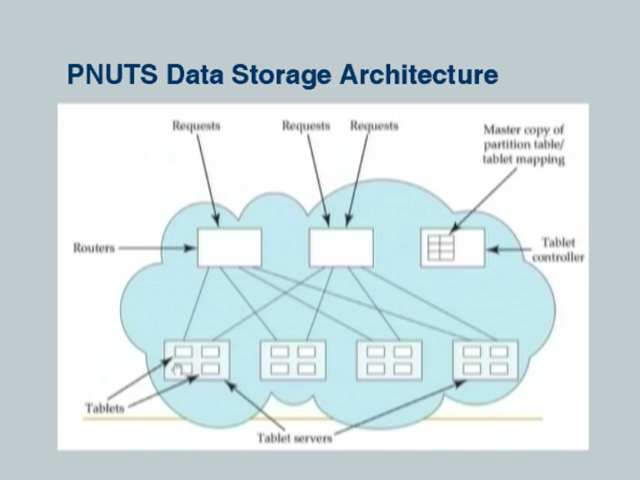 PNUTS Data Storage Architecture
Requests
Requests
Requests
Master copy of
partition table/
tablet mapping
Routers
Tablet
controller
Tablets
Tablet servers